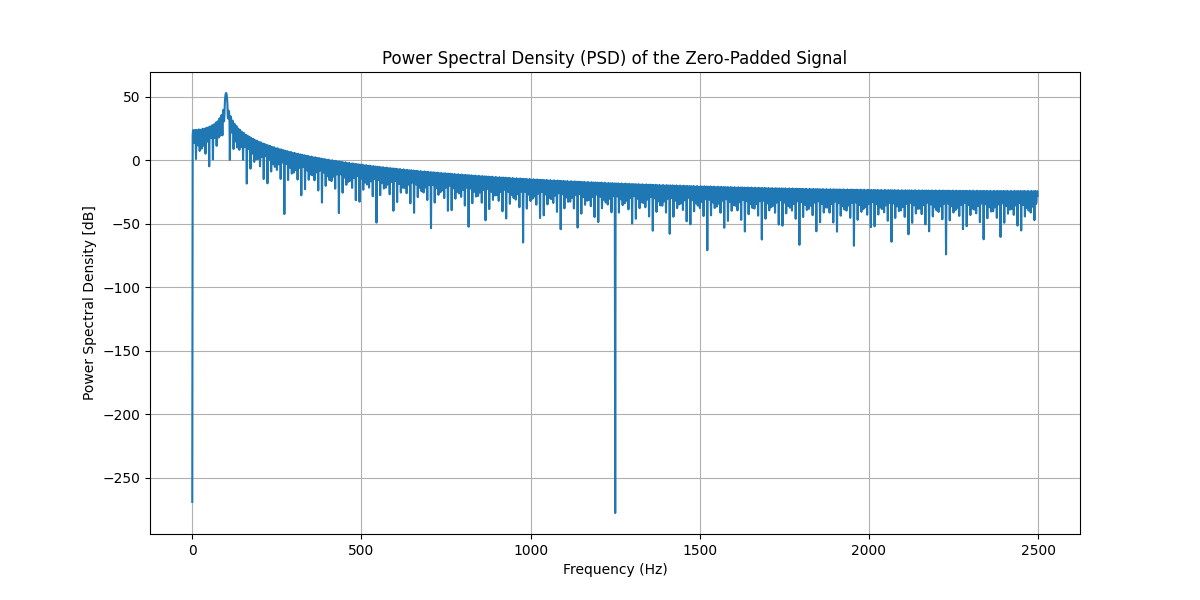 Power Spectral Density (PSD) of the Zero-Padded Signal
Power Spectral Density [dB]
50
0
−50
−100
−150
−200
−250
0 500 1000 1500 2000 2500
Frequency (Hz)